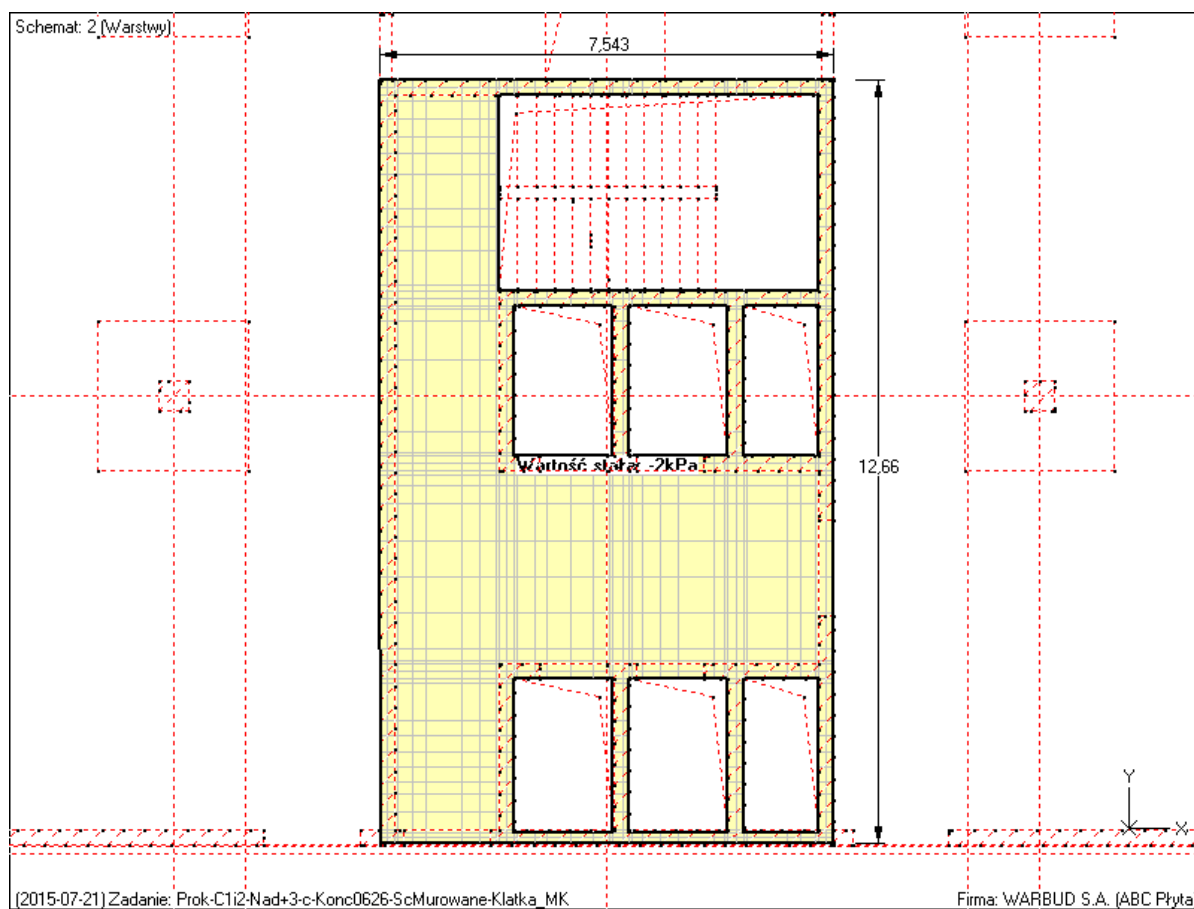 Schemat: 2 (Warstwy)
7,543
Wartość stała: -2kPa
12,66
Y
X
(2015-07-21) Zadanie: Prok-C1i2-Nad+3-c-Konc0626-ScMurowane-Klatka_MK
Firma: WARBUD S.A. (ABC Płyta